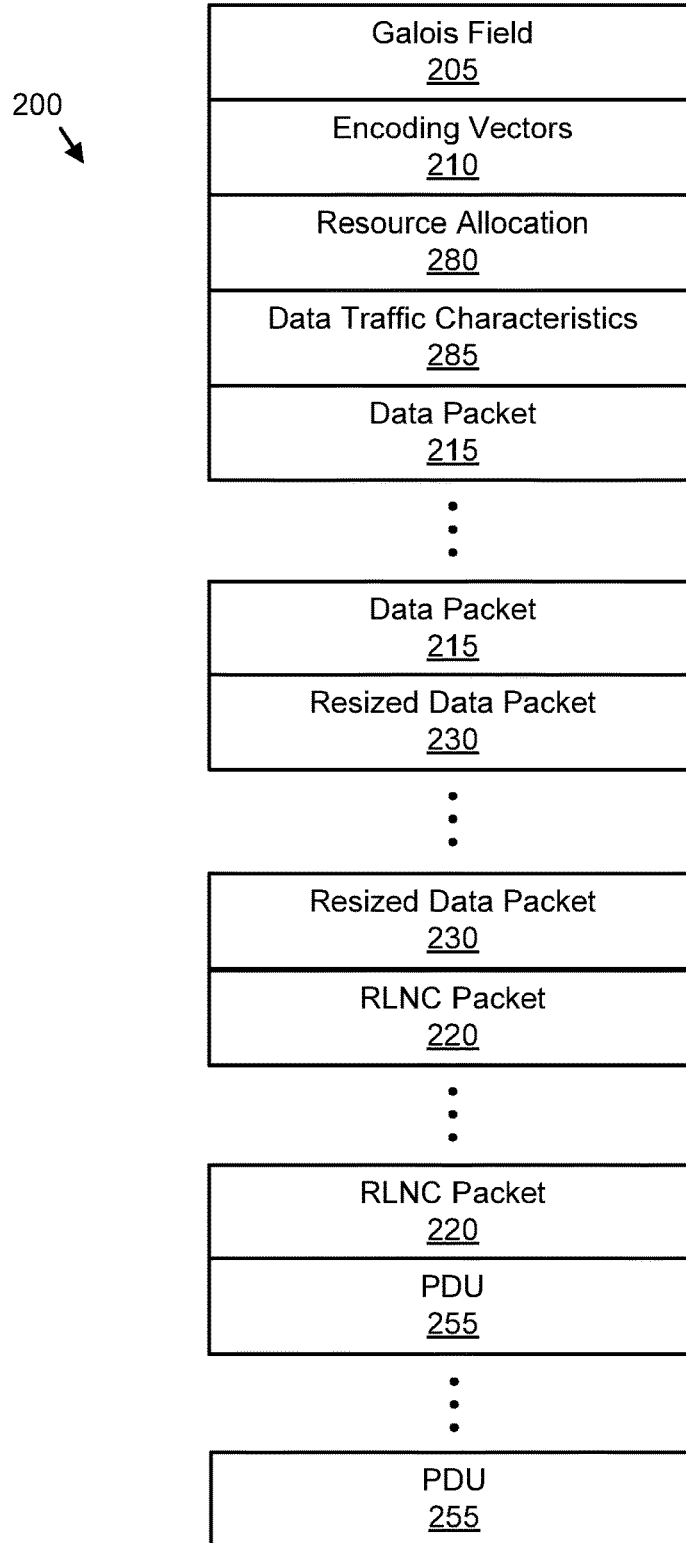 Galois Field
205
200
Encoding Vectors
210
Resource Allocation
280
Data Traffic Characteristics
285
Data Packet
215
Data Packet
215
Resized Data Packet
230
Resized Data Packet
230
RLNC Packet
220
RLNC Packet
220
PDU
255
PDU
255